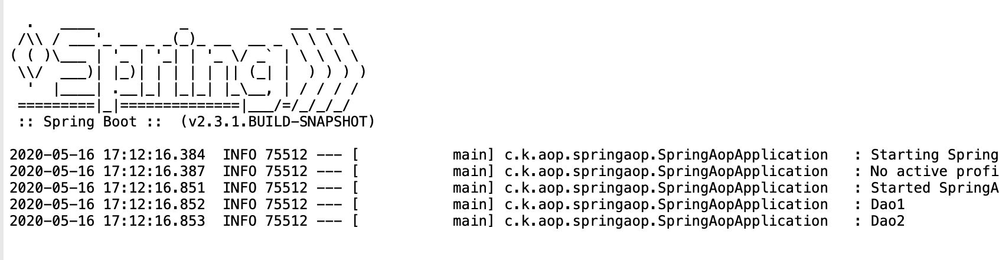 .   ____          _            __ _ _
 /\\ / ___'_ __ _ _(_)_ __  __ _ \ \ \ \
( ( )\___ | '_ | '_| | '_ \/ _` | \ \ \ \
 \\/  ___)| |_)| | | | | || (_| |  ) ) ) )
  '  |____| .__|_| |_|_| |_\__, | / / / /
 =========|_|==============|___/=/_/_/_/
 :: Spring Boot ::  (v2.3.1.BUILD-SNAPSHOT)
2020-05-16 17:12:16.384  INFO 75512 --- [           main] c.k.aop.springaop.SpringAopApplication   : Starting Spring
2020-05-16 17:12:16.387  INFO 75512 --- [           main] c.k.aop.springaop.SpringAopApplication   : No active profi
2020-05-16 17:12:16.851  INFO 75512 --- [           main] c.k.aop.springaop.SpringAopApplication   : Started SpringA
2020-05-16 17:12:16.852  INFO 75512 --- [           main] c.k.aop.springaop.SpringAopApplication   : Dao1
2020-05-16 17:12:16.853  INFO 75512 --- [           main] c.k.aop.springaop.SpringAopApplication   : Dao2